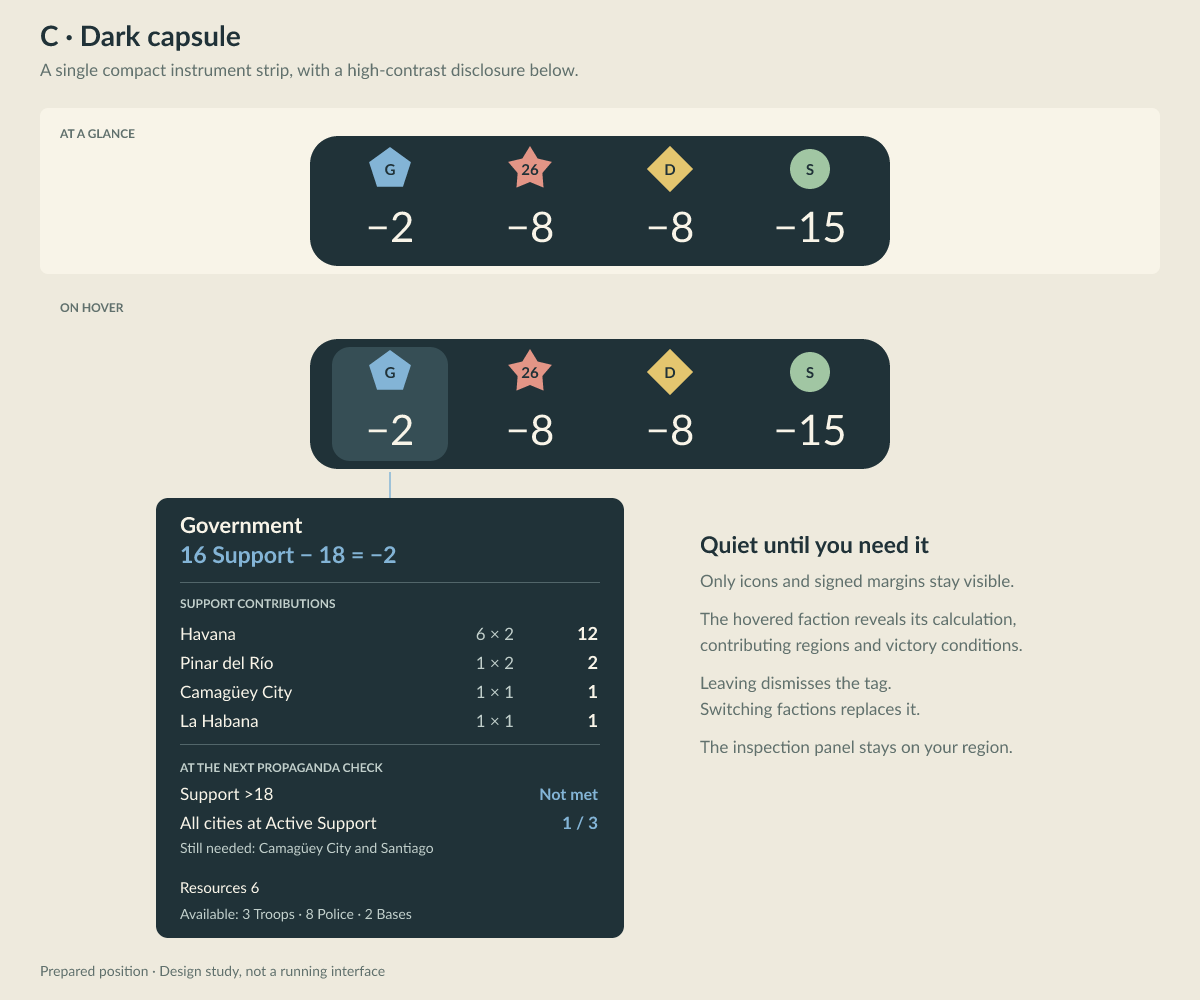 C · Dark capsule
A single compact instrument strip, with a high-contrast disclosure below.
AT A GLANCE
G 26 D S
−2 −8 −8 −15
ON HOVER
G 26 D S
−2 −8 −8 −15
Government
16 Support − 18 = −2
SUPPORT CONTRIBUTIONS
Havana 6 × 2 12
Pinar del Río 1 × 2 2
Camagüey City 1 × 1 1
La Habana 1 × 1 1
AT THE NEXT PROPAGANDA CHECK
Support >18 Not met
All cities at Active Support 1 / 3
Still needed: Camagüey City and Santiago
Resources 6
Available: 3 Troops · 8 Police · 2 Bases
Quiet until you need it
Only icons and signed margins stay visible.
The hovered faction reveals its calculation,
contributing regions and victory conditions.
Leaving dismisses the tag.
Switching factions replaces it.
The inspection panel stays on your region.
Prepared position · Design study, not a running interface